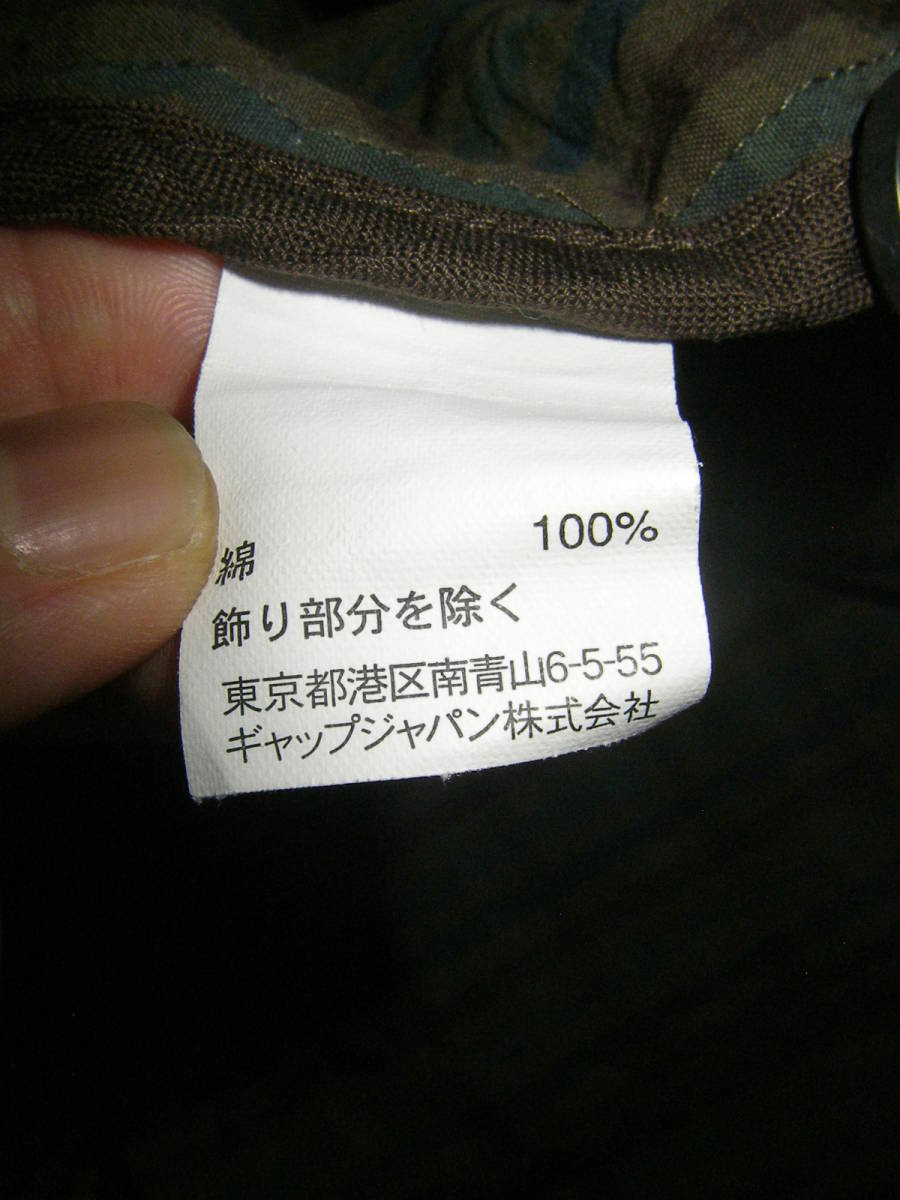 綿 100%
飾り部分を除く
東京都港区南青山6-5-55
ギャップジャパン株式会社